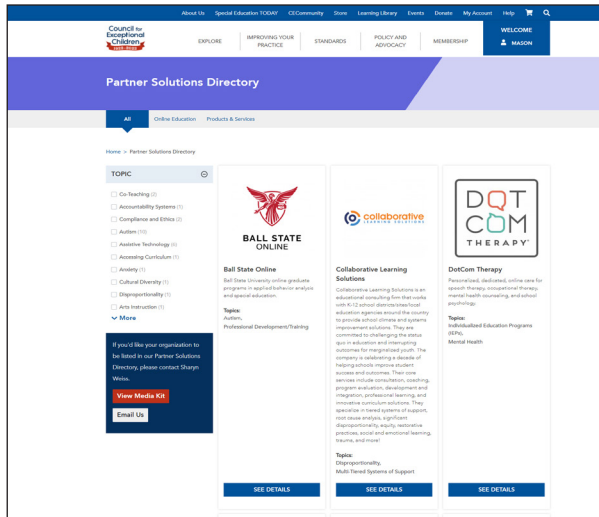 About Us Special Education TODAY CECommunity Store Learning Library Events Donate My Account Help
Council for
Exceptional
Children
EXPLORE
IMPROVING YOUR
PRACTICE
STANDARDS
POLICY AND
ADVOCACY
MEMBERSHIP
WELCOME
MASON
Partner Solutions Directory
All Online Education Products & Services
Home > Partner Solutions Directory
TOPIC
Co-Teaching (2)
Accountability Systems (1)
Compliance and Ethics (2)
Autism (10)
Assistive Technology (6)
Accessing Curriculum (1)
Anxiety (1)
Cultural Diversity (1)
Disproportionality (1)
Arts Instruction (1)
More
If you'd like your organization to
be listed in our Partner Solutions
Directory, please contact Sharyn
Weiss.
View Media Kit
Email Us
BALL STATE
ONLINE
Ball State Online
Ball State University online graduate
programs in applied behavior analysis
and special education.
Topics:
Autism,
Professional Development/Training
SEE DETAILS
collaborative
Collaborative Learning
Solutions
Collaborative Learning Solutions is an
educational consulting firm that works
with K-12 school districts/sites/local
education agencies around the country
to provide school climate and systems
improvement solutions. They are
committed to challenging the status
quo in education and interrupting
outcomes for marginalized youth. The
company is celebrating a decade of
helping schools improve student
success and outcomes. Their core
services include consultation, coaching,
program evaluation, development and
integration, professional learning, and
innovative curriculum solutions. They
specialize in tiered systems of support,
root cause analysis, significant
disproportionality, equity, restorative
practices, social and emotional learning,
trauma, and more!
Topics:
Disproportionality,
Multi-Tiered Systems of Support
SEE DETAILS
DOT
COM
THERAPY
DotCom Therapy
Personalized, dedicated, online care for
speech therapy, occupational therapy,
mental health counseling, and school
psychology.
Topics:
Individualized Education Programs
(IEPs),
Mental Health
SEE DETAILS